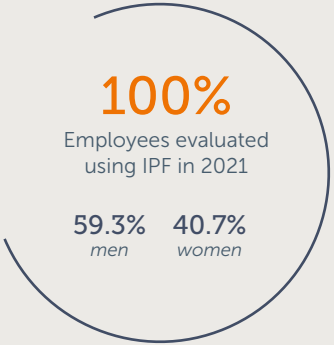 100%
Employees evaluated
using IPF in 2021
59.3% 40.7%
men women